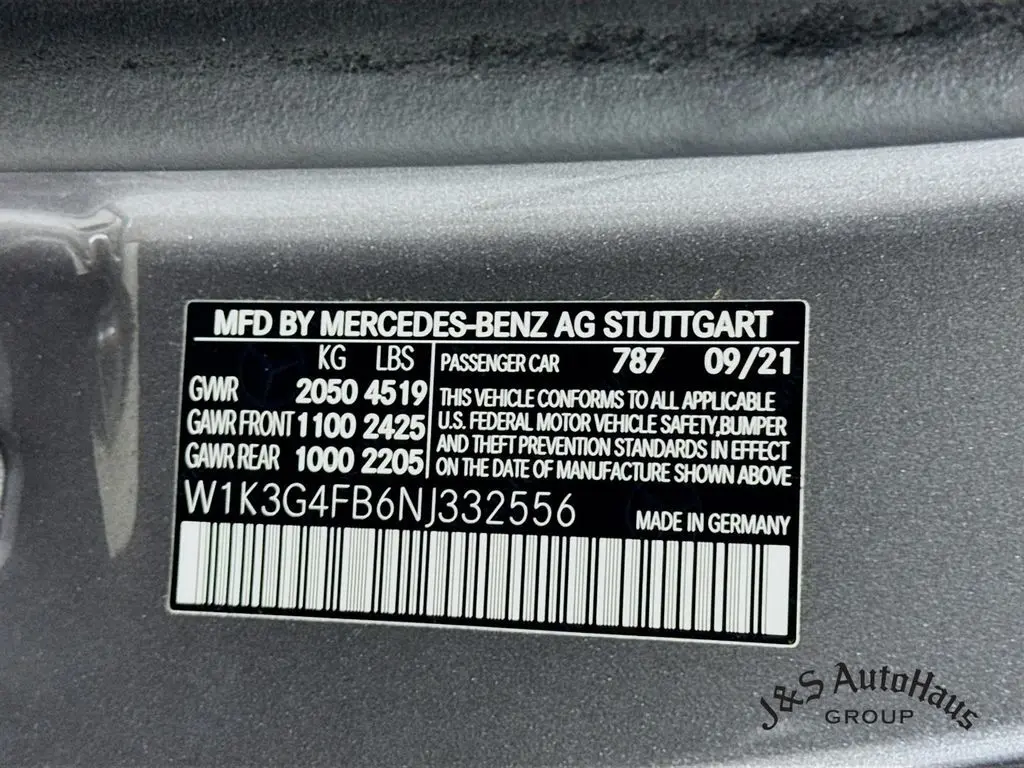 MFD BY MERCEDES-BENZ AG STUTTGART
KG LBS
GWWR 2050 4519
GAWR FRONT 1100 2425
GAWR REAR 1000 2205
PASSENGER CAR 787 09/21
THIS VEHICLE CONFORMS TO ALL APPLICABLE
U.S. FEDERAL MOTOR VEHICLE SAFETY,BUMPER
AND THEFT PREVENTION STANDARDS IN EFFECT
ON THE DATE OF MANUFACTURE SHOWN ABOVE
W1K3G4FB6NJ332556
MADE IN GERMANY
J&S AutoHaus
GROUP